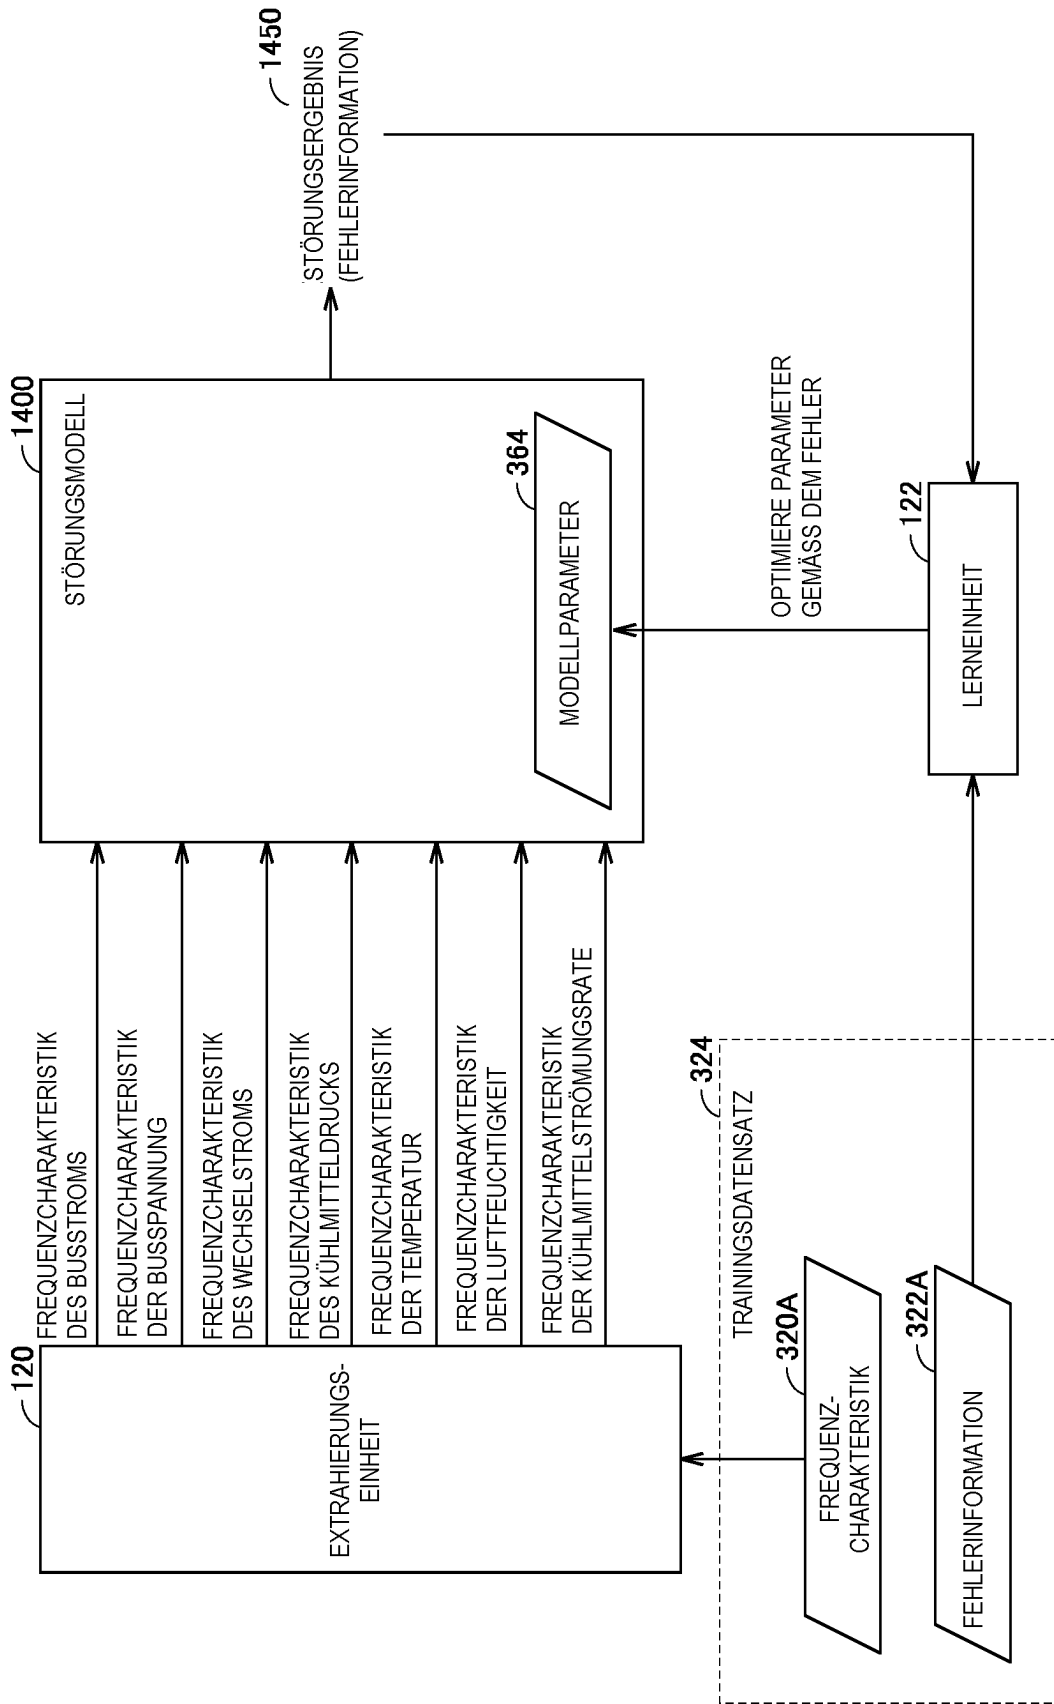 120
EXTRAHIERUNGS-
EINHEIT
FREQUENZCHARAKTERISTIK
DES BUSSTROMS
FREQUENZCHARAKTERISTIK
DER BUSSPANNUNG
FREQUENZCHARAKTERISTIK
DES WECHSELSTROMS
FREQUENZCHARAKTERISTIK
DES KÜHLMITTELDRUCKS
FREQUENZCHARAKTERISTIK
DER TEMPERATUR
FREQUENZCHARAKTERISTIK
DER LUFTFEUCHTIGKEIT
FREQUENZCHARAKTERISTIK
DER KÜHLMITTELSTRÖMUNGSRATE
1400
STÖRUNGSMODELL
364
MODELLPARAMETER
1450
STÖRUNGSERGEBNIS
(FEHLERINFORMATION)
OPTIMIERE PARAMETER
GEMÄSS DEM FEHLER
122
LERNEINHEIT
324
TRAININGSDATENSATZ
320A
FREQUENZ-
CHARAKTERISTIK
322A
FEHLERINFORMATION